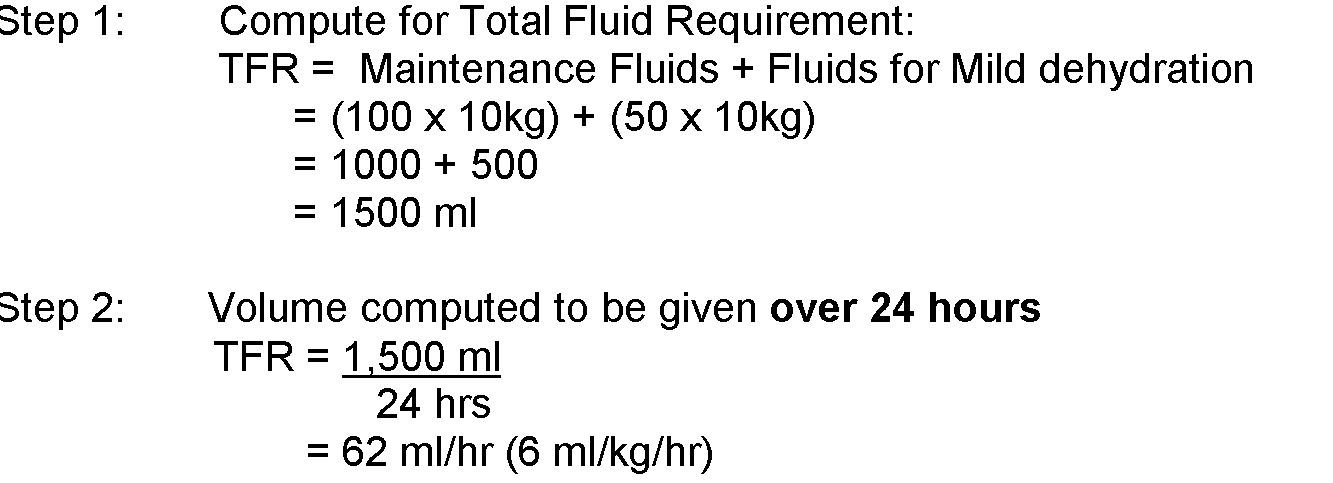 Step 1: Compute for Total Fluid Requirement:
TFR = Maintenance Fluids + Fluids for Mild dehydration
= (100 x 10kg) + (50 x 10kg)
= 1000 + 500
= 1500 ml
Step 2: Volume computed to be given over 24 hours
TFR = 1,500 ml
24 hrs
= 62 ml/hr (6 ml/kg/hr)